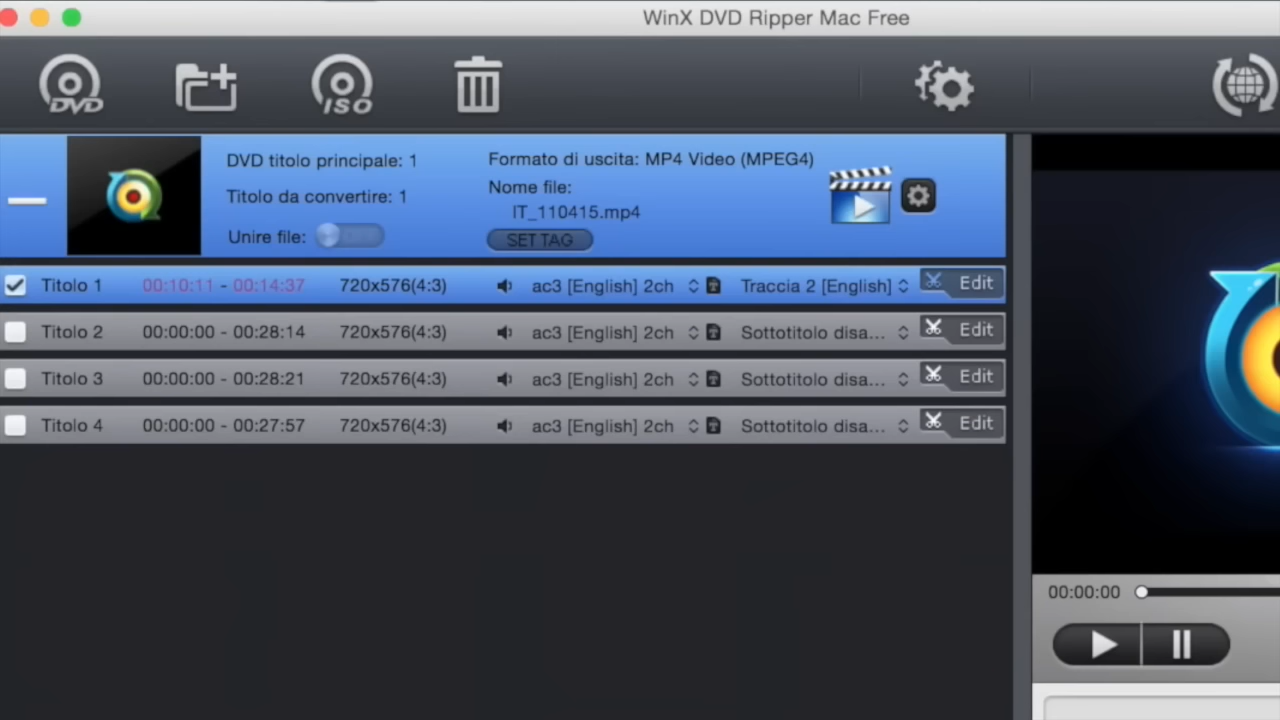 WinX DVD Ripper Mac Free
DVD
ISO
DVD titolo principale: 1
Titolo da convertire: 1
Unire file:
Formato di uscita: MP4 Video (MPEG4)
Nome file:
IT_110415.mp4
SET TAG
Titolo 1 00:10:11 - 00:14:37 720x576(4:3) ac3 [English] 2ch T Traccia 2 [English] Edit
Titolo 2 00:00:00 - 00:28:14 720x576(4:3) ac3 [English] 2ch T Sottotitolo disa... Edit
Titolo 3 00:00:00 - 00:28:21 720x576(4:3) ac3 [English] 2ch T Sottotitolo disa... Edit
Titolo 4 00:00:00 - 00:27:57 720x576(4:3) ac3 [English] 2ch T Sottotitolo disa... Edit
00:00:00